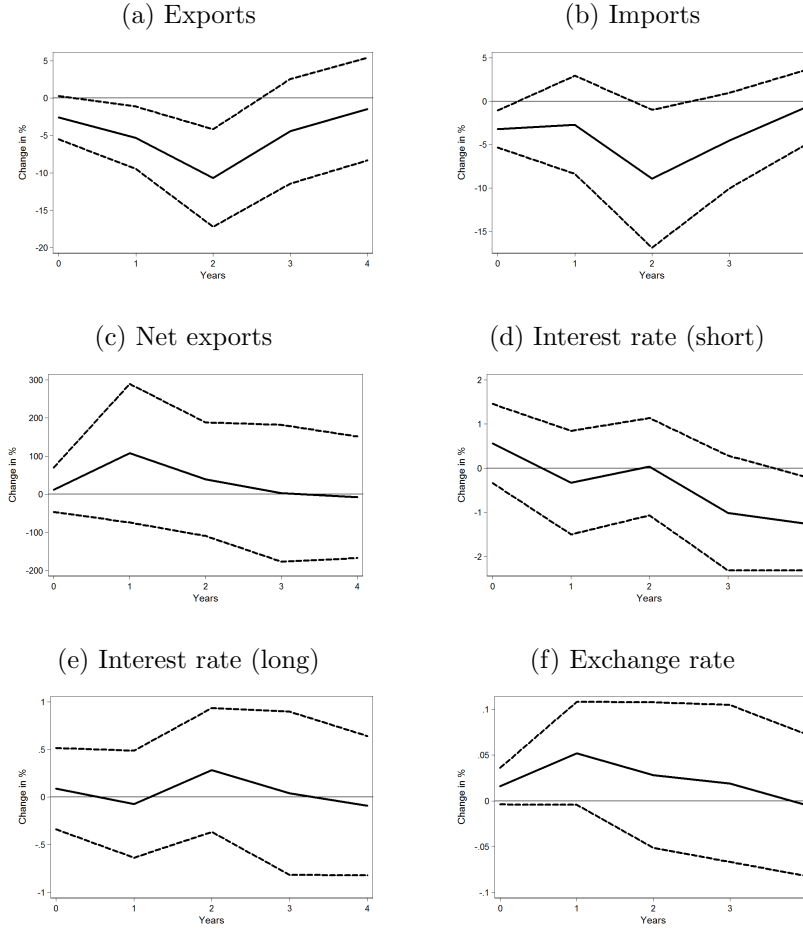 (a) Exports
5
0
-5
-10
-15
-20
Change in %
0 1 2 3 4
Years
(b) Imports
5
0
-5
-10
-15
Change in %
0 1 2 3
Years
(c) Net exports
300
200
100
0
-100
-200
Change in %
0 1 2 3 4
Years
(d) Interest rate (short)
2
1
0
-1
-2
Change in %
0 1 2 3
Years
(e) Interest rate (long)
1
.5
0
-.5
-1
Change in %
0 1 2 3 4
Years
(f) Exchange rate
.1
.05
0
-.05
-.1
Change in %
0 1 2 3
Years